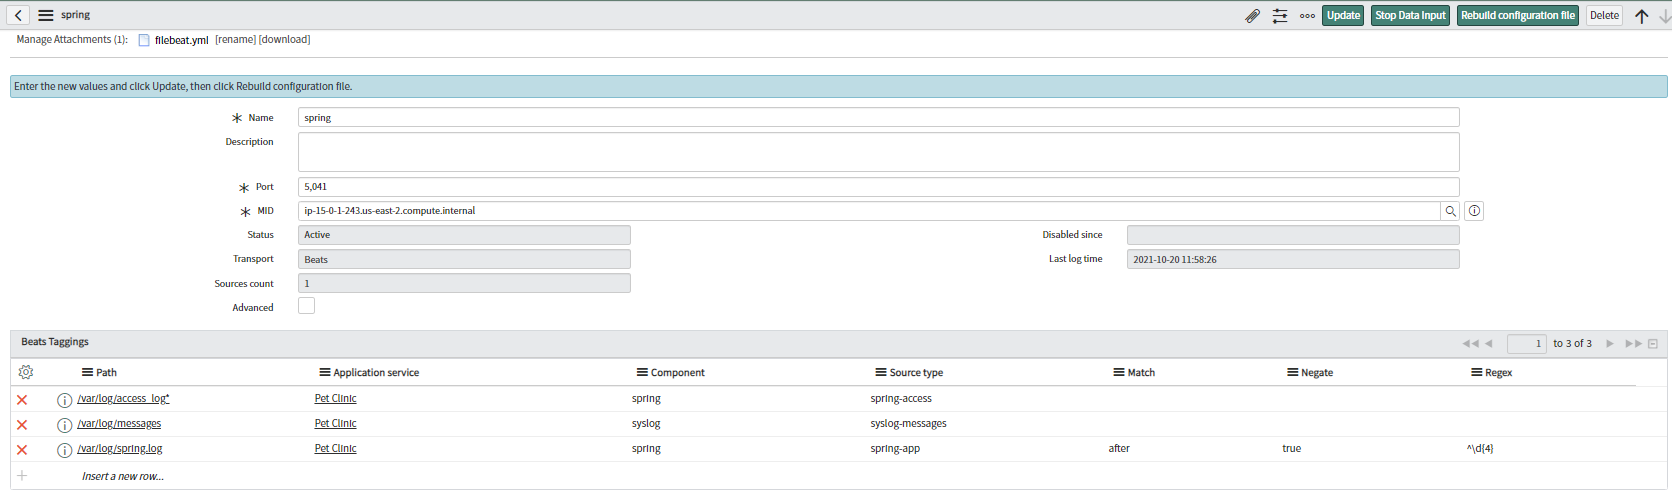 spring
Update
Stop Data Input
Rebuild configuration file
Delete
Manage Attachments (1): filebeat.yml [rename] [download]
Enter the new values and click Update, then click Rebuild configuration file.
Name spring
Description
Port 5,041
MID ip-15-0-1-243.us-east-2.compute.internal
Status Active Disabled since
Transport Beats Last log time 2021-10-20 11:58:26
Sources count 1
Advanced
Beats Taggings 1 to 3 of 3
Path Application service Component Source type Match Negate Regex
/var/log/access_log* Pet Clinic spring spring-access
/var/log/messages Pet Clinic syslog syslog-messages
/var/log/spring.log Pet Clinic spring spring-app after true ^\d{4}
Insert a new row...